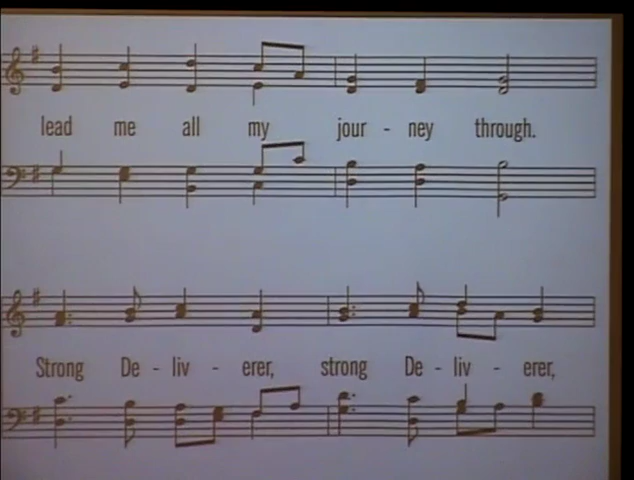 lead me all my jour - ney through.
Strong De - liv - erer, strong De - liv - erer,